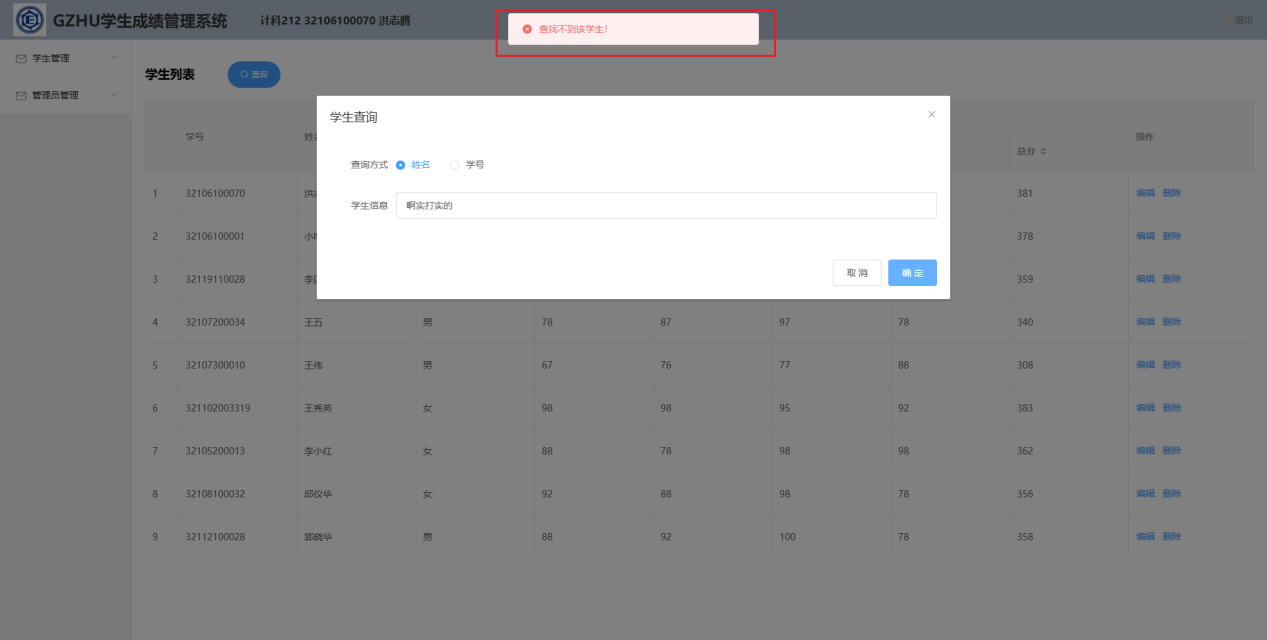 GZHU学生成绩管理系统 计科212 32106100070 洪志腾
查找不到该学生!
退出
学生管理
管理员管理
学生列表 查询
学生查询
查询方式 姓名 学号
学生信息 啊实打实的
取 消 确 定
学号 操作
总分
1 32106100070 381 编辑 删除
2 32106100001 378 编辑 删除
3 32119110028 359 编辑 删除
4 32107200034 王五 男 78 87 97 78 340 编辑 删除
5 32107300010 王伟 男 67 76 77 88 308 编辑 删除
6 321102003319 王秀英 女 98 98 95 92 383 编辑 删除
7 32105200013 李小红 女 88 78 98 98 362 编辑 删除
8 32108100032 邱仪华 女 92 88 98 78 356 编辑 删除
9 32112100028 郭晓华 男 88 92 100 78 358 编辑 删除